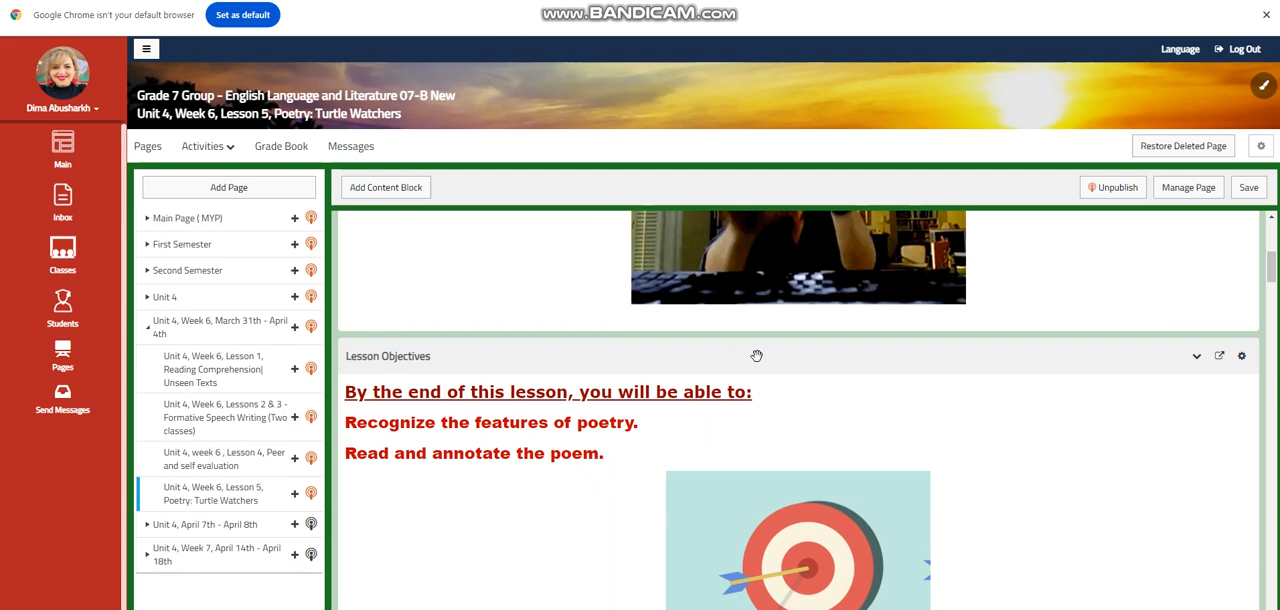 Google Chrome isn't your default browser
Set as default
www.BANDICAM.com
Language
Log Out
Dima Abusharkh
Grade 7 Group - English Language and Literature 07-B New
Unit 4, Week 6, Lesson 5, Poetry: Turtle Watchers
Pages
Activities
Grade Book
Messages
Restore Deleted Page
Main
Inbox
Classes
Students
Pages
Send Messages
Add Page
Main Page ( MYP)
First Semester
Second Semester
Unit 4
Unit 4, Week 6, March 31th - April
4th
Unit 4, Week 6, Lesson 1,
Reading Comprehension|
Unseen Texts
Unit 4, Week 6, Lessons 2 & 3 -
Formative Speech Writing (Two
classes)
Unit 4, week 6 , Lesson 4, Peer
and self evaluation
Unit 4, Week 6, Lesson 5,
Poetry: Turtle Watchers
Unit 4, April 7th - April 8th
Unit 4, Week 7, April 14th - April
18th
Add Content Block
Unpublish
Manage Page
Save
Lesson Objectives
By the end of this lesson, you will be able to:
Recognize the features of poetry.
Read and annotate the poem.